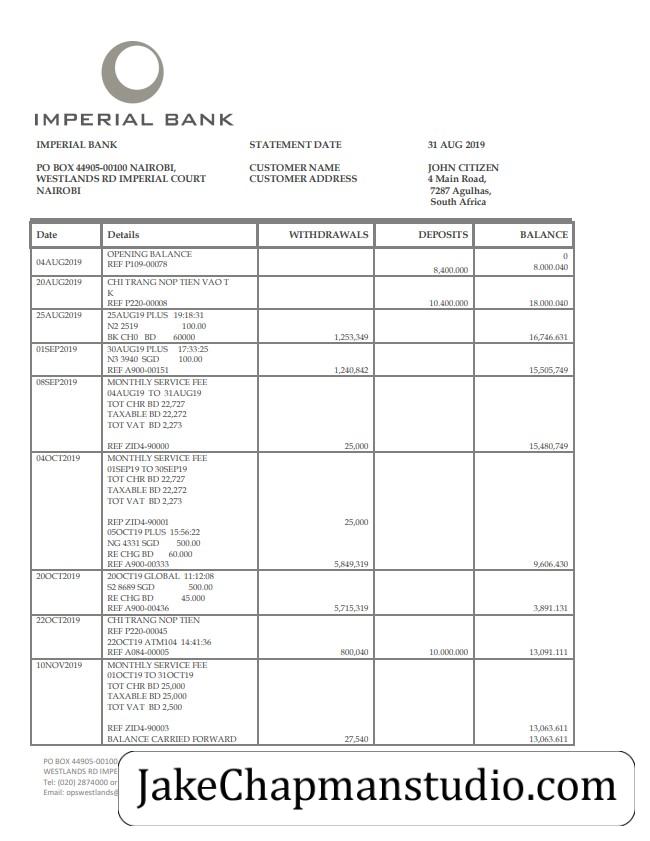 IMPERIAL BANK
IMPERIAL BANK STATEMENT DATE 31 AUG 2019
PO BOX 44905-00100 NAIROBI, CUSTOMER NAME JOHN CITIZEN
WESTLANDS RD IMPERIAL COURT CUSTOMER ADDRESS 4 Main Road,
NAIROBI 7287 Agulhas,
South Africa
Date Details WITHDRAWALS DEPOSITS BALANCE
OPENING BALANCE 0
04AUG2019 REF P109-00078 8,400.000 8.000.040
20AUG2019 CHI TRANG NOP TIEN VAO T
K
REF P220-00008 10.400.000 18.000.040
25AUG2019 25AUG19 PLUS 19:18:31
N2 2519 100.00
BK CH0 BD 60000 1,253,349 16,746.631
01SEP2019 30AUG19 PLUS 17:33:25
N3 3940 SGD 100.00
REF A900-00151 1,240,842 15,505,749
08SEP2019 MONTHLY SERVICE FEE
04AUG19 TO 31AUG19
TOT CHR BD 22,727
TAXABLE BD 22,272
TOT VAT BD 2,273
REF ZID4-90000 25,000 15,480,749
04OCT2019 MONTHLY SERVICE FEE
01SEP19 TO 30SEP19
TOT CHR BD 22,727
TAXABLE BD 22,272
TOT VAT BD 2,273
REP ZID4-90001 25,000
05OCT19 PLUS 15:56:22
NG 4331 SGD 500.00
RE CHG BD 60.000
REF A900-00333 5,849,319 9,606.430
20OCT2019 20OCT19 GLOBAL 11:12:08
S2 8689 SGD 500.00
RE CHG BD 45.000
REF A900-00436 5,715,319 3,891.131
22OCT2019 CHI TRANG NOP TIEN
REF P220-00045
22OCT19 ATM104 14:41:36
REF A084-00005 800,040 10.000.000 13,091.111
10NOV2019 MONTHLY SERVICE FEE
01OCT19 TO 31OCT19
TOT CHR BD 25,000
TAXABLE BD 25,000
TOT VAT BD 2,500
REF ZID4-90003 13,063.611
BALANCE CARRIED FORWARD 27,540 13,063.611
PO BOX 44905-00100
WESTLANDS RD IMPE
Tel: (020) 2874000 or
Email: opswestlands@
JakeChapmanstudio.com